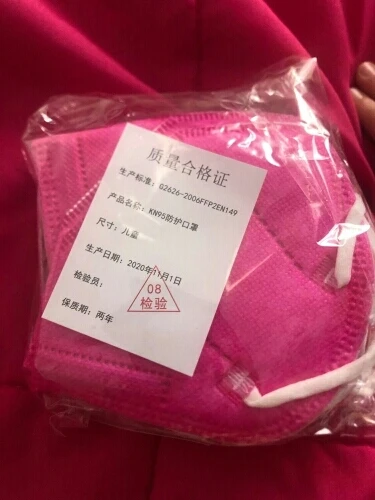 质量合格证
生产标准：G2626-2006FFP2EN149
产品名称：KN95防护口罩
尺寸：儿童
生产日期：2020年11月1日
检验员：
08
检验
保质期：两年